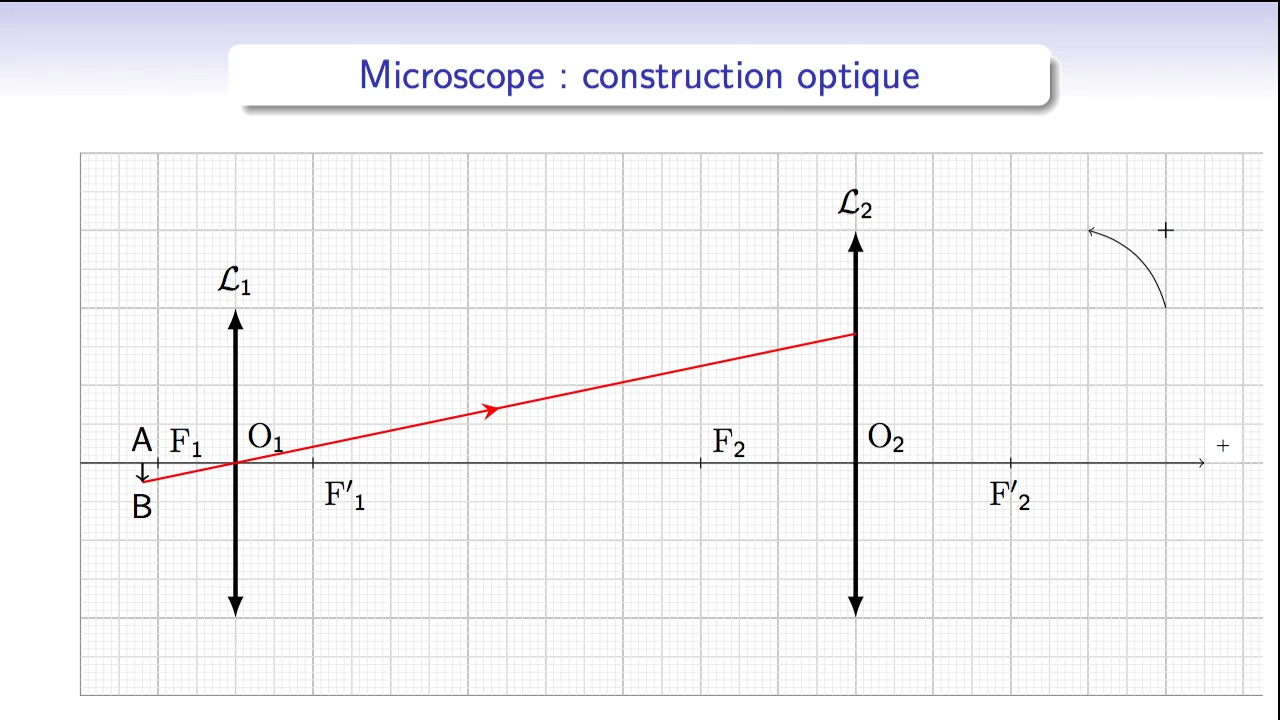 Microscope : construction optique
ℒ₂
+
ℒ₁
A F₁ O₁ F₂ O₂ +
B F′₁ F′₂